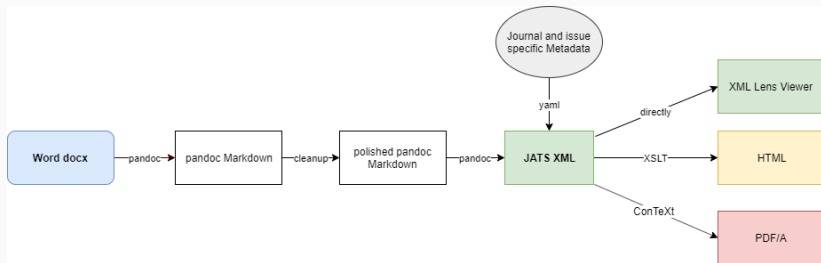 Journal and issue
specific Metadata
yaml
XML Lens Viewer
directly
Word docx
pandoc
pandoc Markdown
cleanup
polished pandoc
Markdown
pandoc
JATS XML
XSLT
HTML
ConTeXt
PDF/A